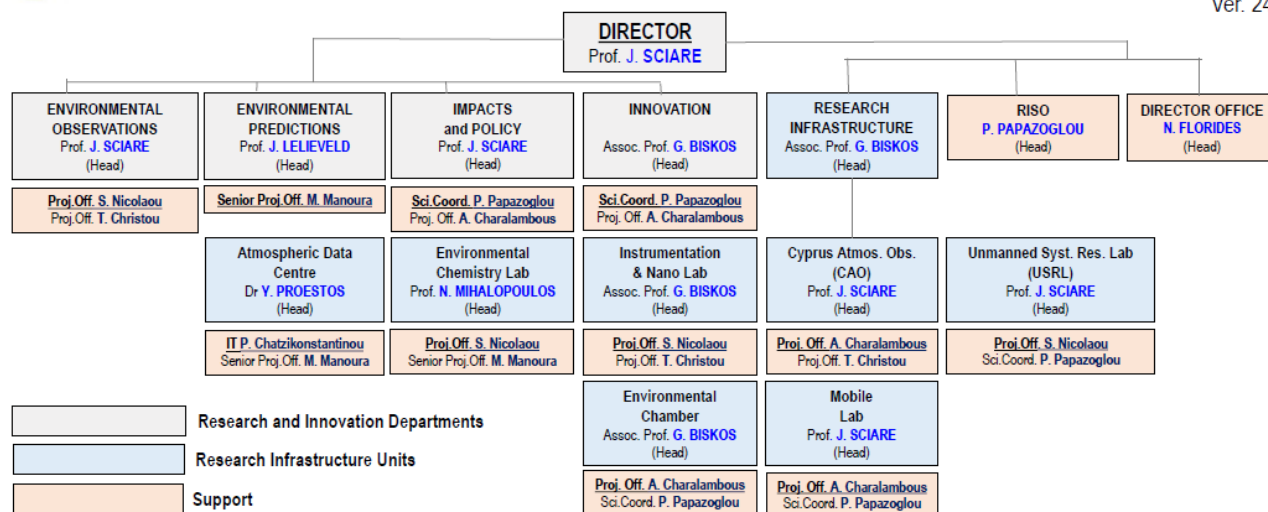 Ver. 24
DIRECTOR
Prof. J. SCIARE
ENVIRONMENTAL
OBSERVATIONS
Prof. J. SCIARE
(Head)
ENVIRONMENTAL
PREDICTIONS
Prof. J. LELIEVELD
(Head)
IMPACTS
and POLICY
Prof. J. SCIARE
(Head)
INNOVATION
Assoc. Prof. G. BISKOS
(Head)
RESEARCH
INFRASTRUCTURE
Assoc. Prof. G. BISKOS
(Head)
RISO
P. PAPAZOGLOU
(Head)
DIRECTOR OFFICE
N. FLORIDES
(Head)
Proj.Off. S. Nicolaou
Proj.Off. T. Christou
Senior Proj.Off. M. Manoura
Sci.Coord. P. Papazoglou
Proj. Off. A. Charalambous
Sci.Coord. P. Papazoglou
Proj. Off. A. Charalambous
Atmospheric Data
Centre
Dr Y. PROESTOS
(Head)
Environmental
Chemistry Lab
Prof. N. MIHALOPOULOS
(Head)
Instrumentation
& Nano Lab
Assoc. Prof. G. BISKOS
(Head)
Cyprus Atmos. Obs.
(CAO)
Prof. J. SCIARE
(Head)
Unmanned Syst. Res. Lab
(USRL)
Prof. J. SCIARE
(Head)
IT P. Chatzikonstantinou
Senior Proj.Off. M. Manoura
Proj.Off. S. Nicolaou
Senior Proj.Off. M. Manoura
Proj.Off. S. Nicolaou
Proj.Off. T. Christou
Proj. Off. A. Charalambous
Proj.Off. T. Christou
Proj.Off. S. Nicolaou
Sci.Coord. P. Papazoglou
Environmental
Chamber
Assoc. Prof. G. BISKOS
(Head)
Mobile
Lab
Prof. J. SCIARE
(Head)
Proj. Off. A. Charalambous
Sci.Coord. P. Papazoglou
Proj. Off. A. Charalambous
Sci.Coord. P. Papazoglou
Research and Innovation Departments
Research Infrastructure Units
Support